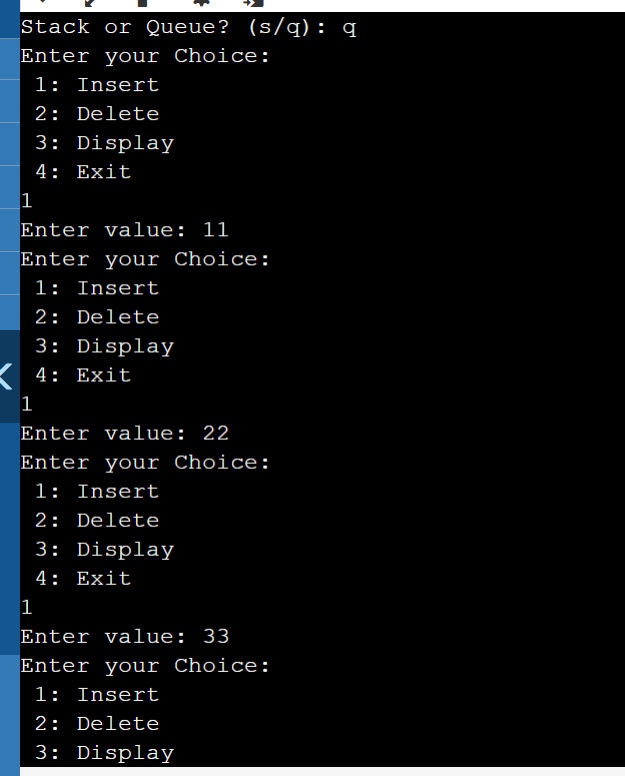 Stack or Queue? (s/q): q
Enter your Choice:
1: Insert
2: Delete
3: Display
4: Exit
1
Enter value: 11
Enter your Choice:
1: Insert
2: Delete
3: Display
4: Exit
1
Enter value: 22
Enter your Choice:
1: Insert
2: Delete
3: Display
4: Exit
1
Enter value: 33
Enter your Choice:
1: Insert
2: Delete
3: Display